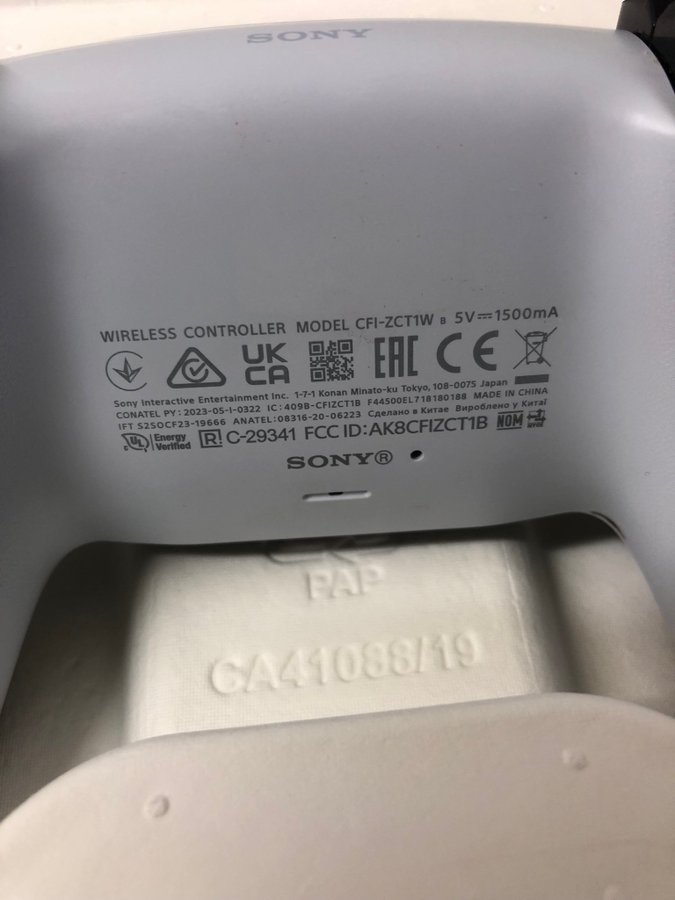 SONY
WIRELESS CONTROLLER MODEL CFI-ZCT1W B 5V⎓1500mA
UK CA EAC CE
Sony Interactive Entertainment Inc. 1-7-1 Konan Minato-ku Tokyo, 108-0075 Japan
CONATEL PY: 2023-05-I-0322 IC: 409B-CFIZCT1B F44500EL718180188 MADE IN CHINA
IFT S2SOCF23-19666 ANATEL: 08316-20-06223 Сделано в Китае Вироблено у Китаї
UL Energy Verified R! C-29341 FCC ID: AK8CFIZCT1B NOM
SONY®
PAP
CA41088/19